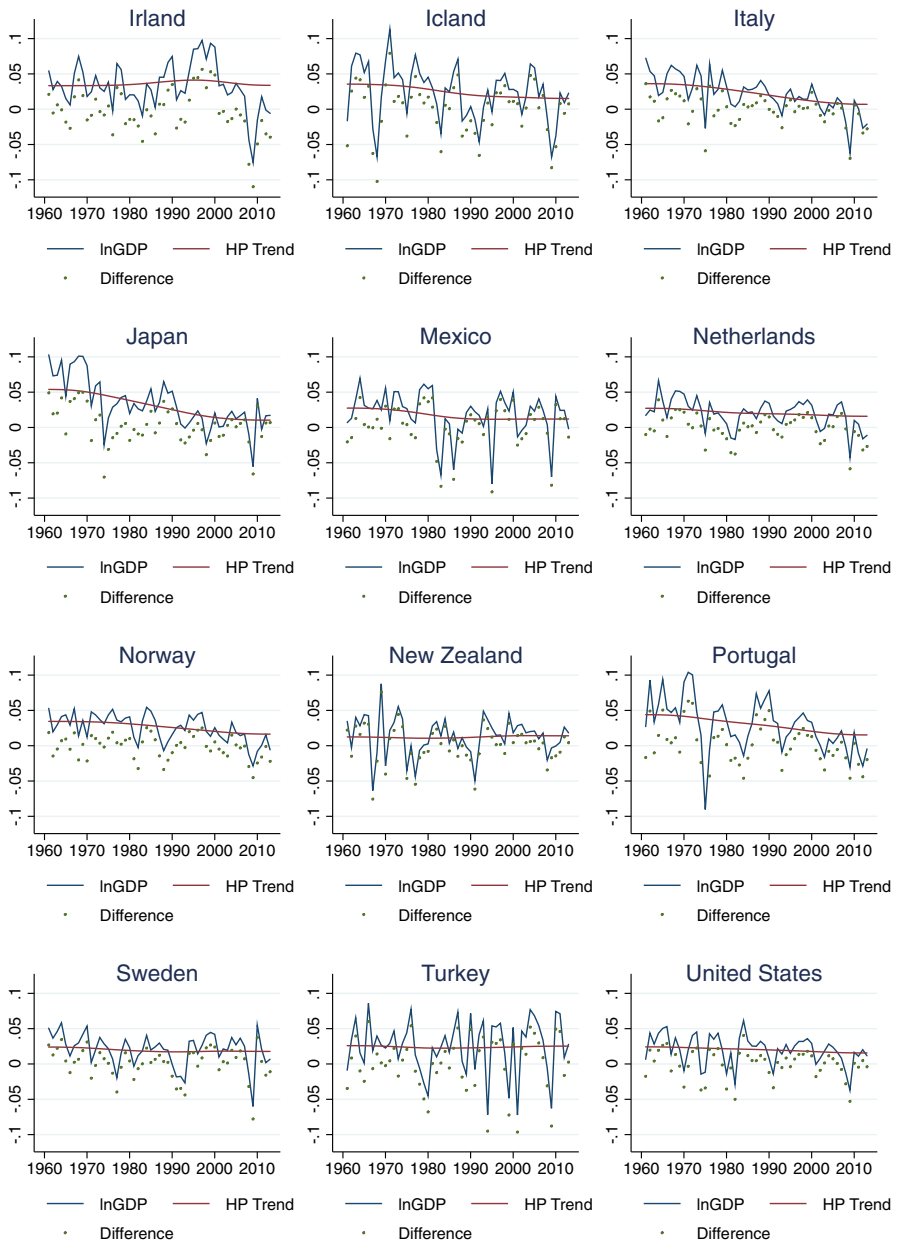 Irland Icland Italy
.1 .1 .1
.05 .05 .05
0 0 0
-.05 -.05 -.05
-.1 -.1 -.1
1960 1970 1980 1990 2000 2010 1960 1970 1980 1990 2000 2010 1960 1970 1980 1990 2000 2010
lnGDP HP Trend lnGDP HP Trend lnGDP HP Trend
Difference Difference Difference
Japan Mexico Netherlands
.1 .1 .1
.05 .05 .05
0 0 0
-.05 -.05 -.05
-.1 -.1 -.1
1960 1970 1980 1990 2000 2010 1960 1970 1980 1990 2000 2010 1960 1970 1980 1990 2000 2010
lnGDP HP Trend lnGDP HP Trend lnGDP HP Trend
Difference Difference Difference
Norway New Zealand Portugal
.1 .1 .1
.05 .05 .05
0 0 0
-.05 -.05 -.05
-.1 -.1 -.1
1960 1970 1980 1990 2000 2010 1960 1970 1980 1990 2000 2010 1960 1970 1980 1990 2000 2010
lnGDP HP Trend lnGDP HP Trend lnGDP HP Trend
Difference Difference Difference
Sweden Turkey United States
.1 .1 .1
.05 .05 .05
0 0 0
-.05 -.05 -.05
-.1 -.1 -.1
1960 1970 1980 1990 2000 2010 1960 1970 1980 1990 2000 2010 1960 1970 1980 1990 2000 2010
lnGDP HP Trend lnGDP HP Trend lnGDP HP Trend
Difference Difference Difference